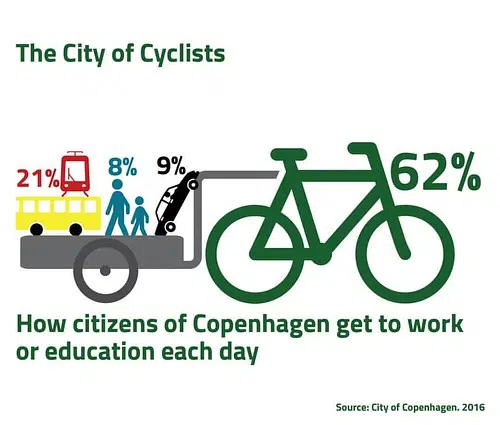 The City of Cyclists
21%
8%
9%
62%
How citizens of Copenhagen get to work
or education each day
Source: City of Copenhagen. 2016